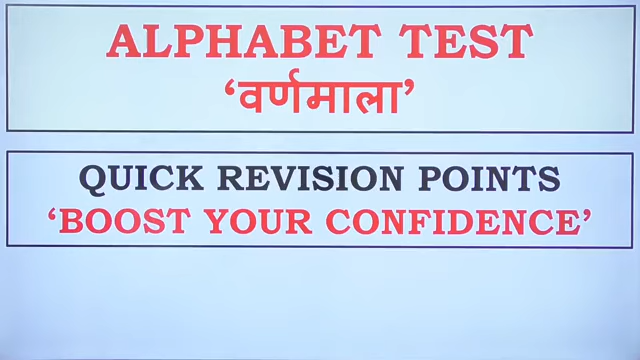 ALPHABET TEST
‘वर्णमाला’
QUICK REVISION POINTS
‘BOOST YOUR CONFIDENCE’